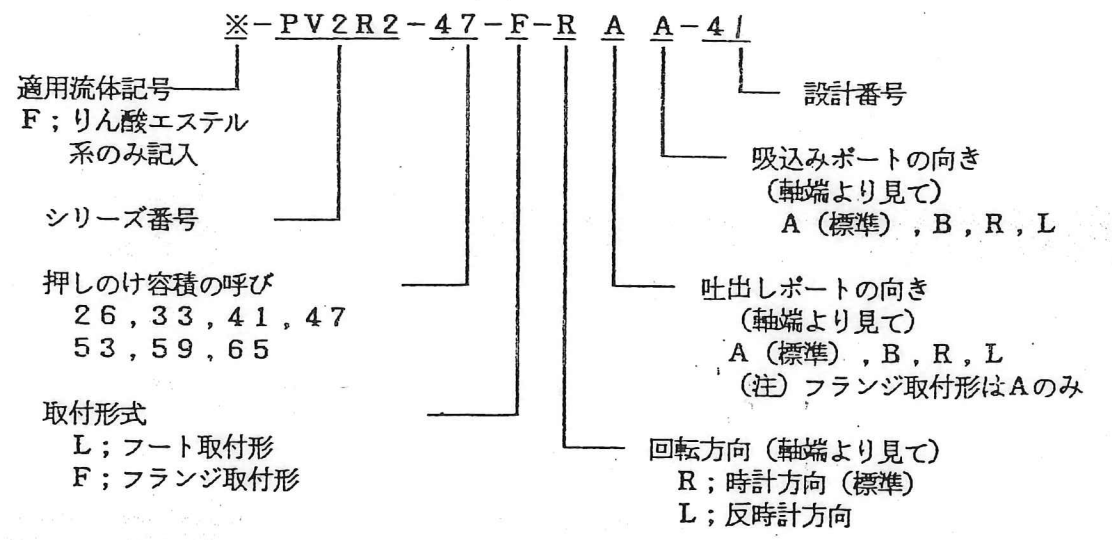 ※-PV2R2-47-F-R A A-41
適用流体記号
F；りん酸エステル
系のみ記入
シリーズ番号
押しのけ容積の呼び
26，33，41，47
53，59，65
取付形式
L；フート取付形
F；フランジ取付形
設計番号
吸込みポートの向き
（軸端より見て）
A（標準），B，R，L
吐出しポートの向き
（軸端より見て）
A（標準），B，R，L
（注）フランジ取付形はAのみ
回転方向（軸端より見て）
R；時計方向（標準）
L；反時計方向